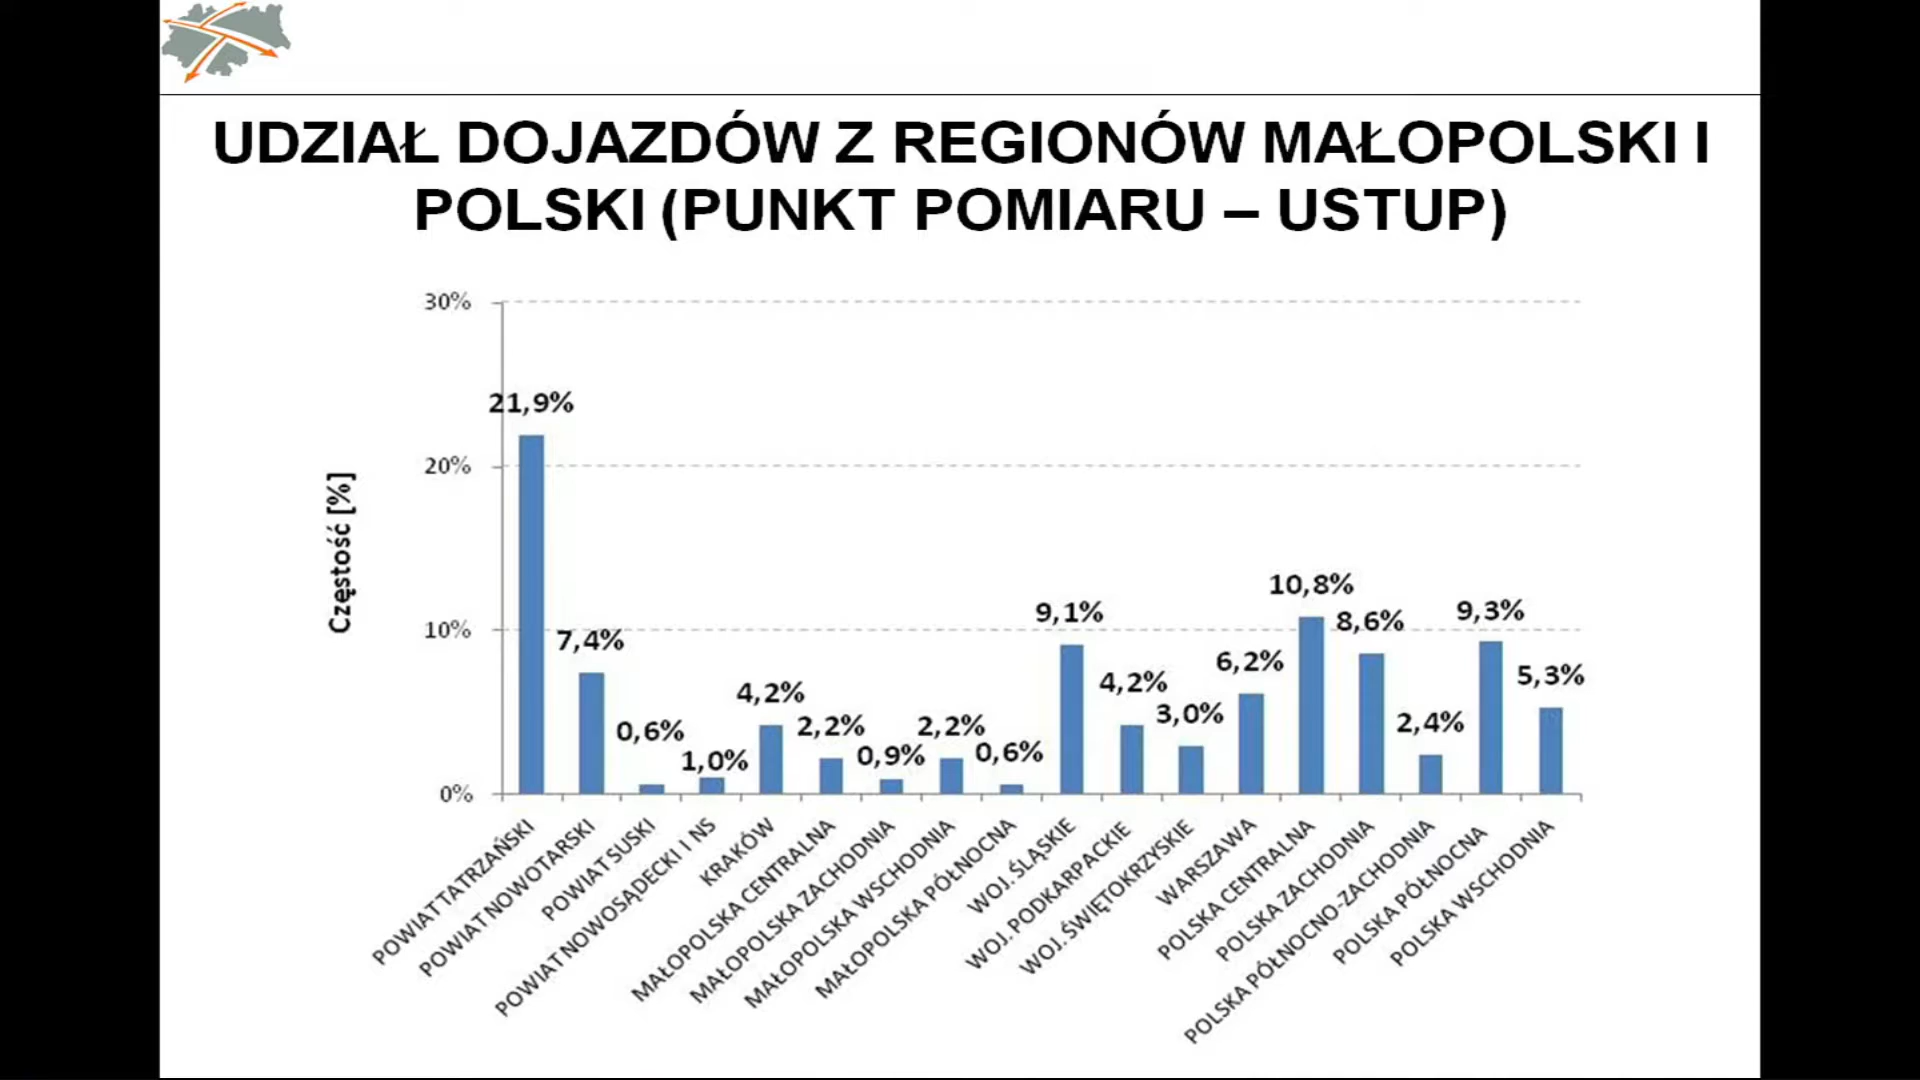 UDZIAŁ DOJAZDÓW Z REGIONÓW MAŁOPOLSKI I
POLSKI (PUNKT POMIARU – USTUP)
Częstość [%]
30%
20%
10%
0%
21,9%
7,4%
0,6%
1,0%
4,2%
2,2%
0,9%
2,2%
0,6%
9,1%
4,2%
3,0%
6,2%
10,8%
8,6%
2,4%
9,3%
5,3%
POWIAT TATRZAŃSKI
POWIAT NOWOTARSKI
POWIAT SUSKI
POWIAT NOWOSĄDECKI I NS
KRAKÓW
MAŁOPOLSKA CENTRALNA
MAŁOPOLSKA ZACHODNIA
MAŁOPOLSKA WSCHODNIA
MAŁOPOLSKA PÓŁNOCNA
WOJ. ŚLĄSKIE
WOJ. PODKARPACKIE
WOJ. ŚWIĘTOKRZYSKIE
WARSZAWA
POLSKA CENTRALNA
POLSKA ZACHODNIA
POLSKA PÓŁNOCNO-ZACHODNIA
POLSKA PÓŁNOCNA
POLSKA WSCHODNIA